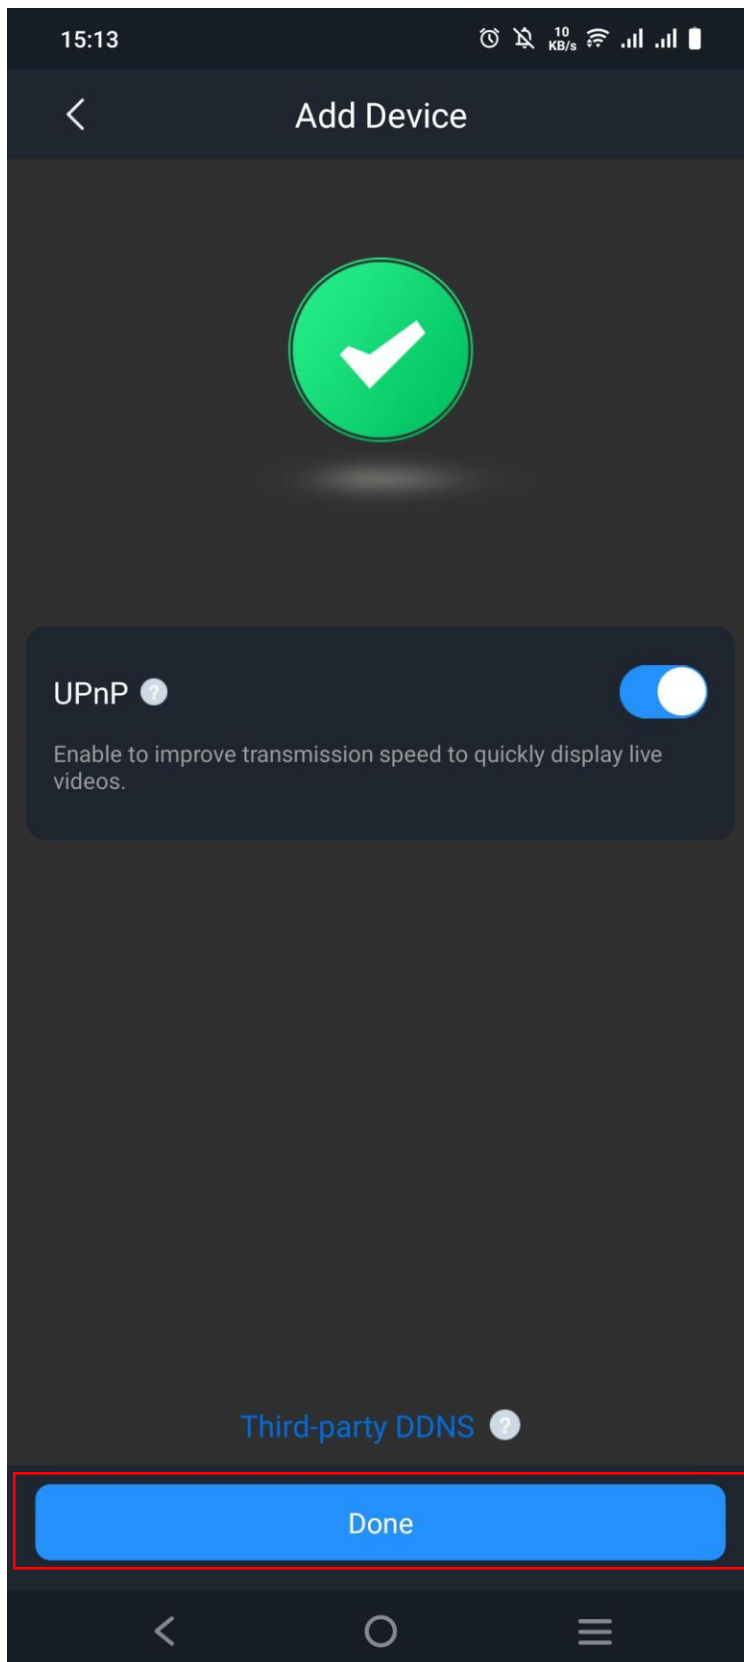 15:13
10
KB/s
Add Device
UPnP ?
Enable to improve transmission speed to quickly display live
videos.
Third-party DDNS ?
Done